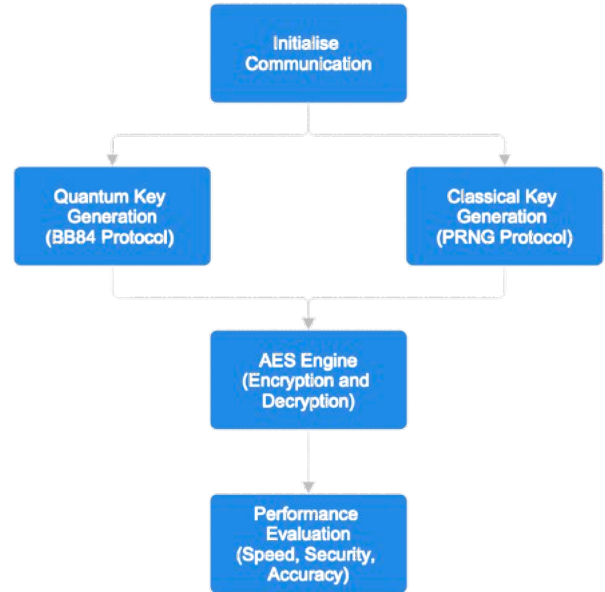 Initialise
Communication
Quantum Key
Generation
(BB84 Protocol)
Classical Key
Generation
(PRNG Protocol)
AES Engine
(Encryption and
Decryption)
Performance
Evaluation
(Speed, Security,
Accuracy)